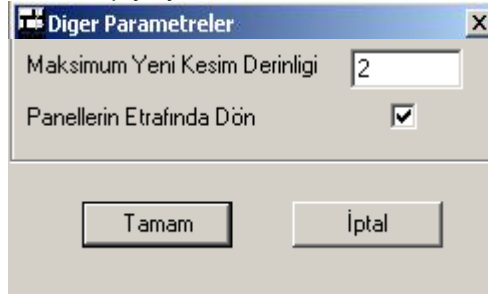 Diger Parametreler
Maksimum Yeni Kesim Derinligi 2
Panellerin Etrafında Dön
Tamam İptal